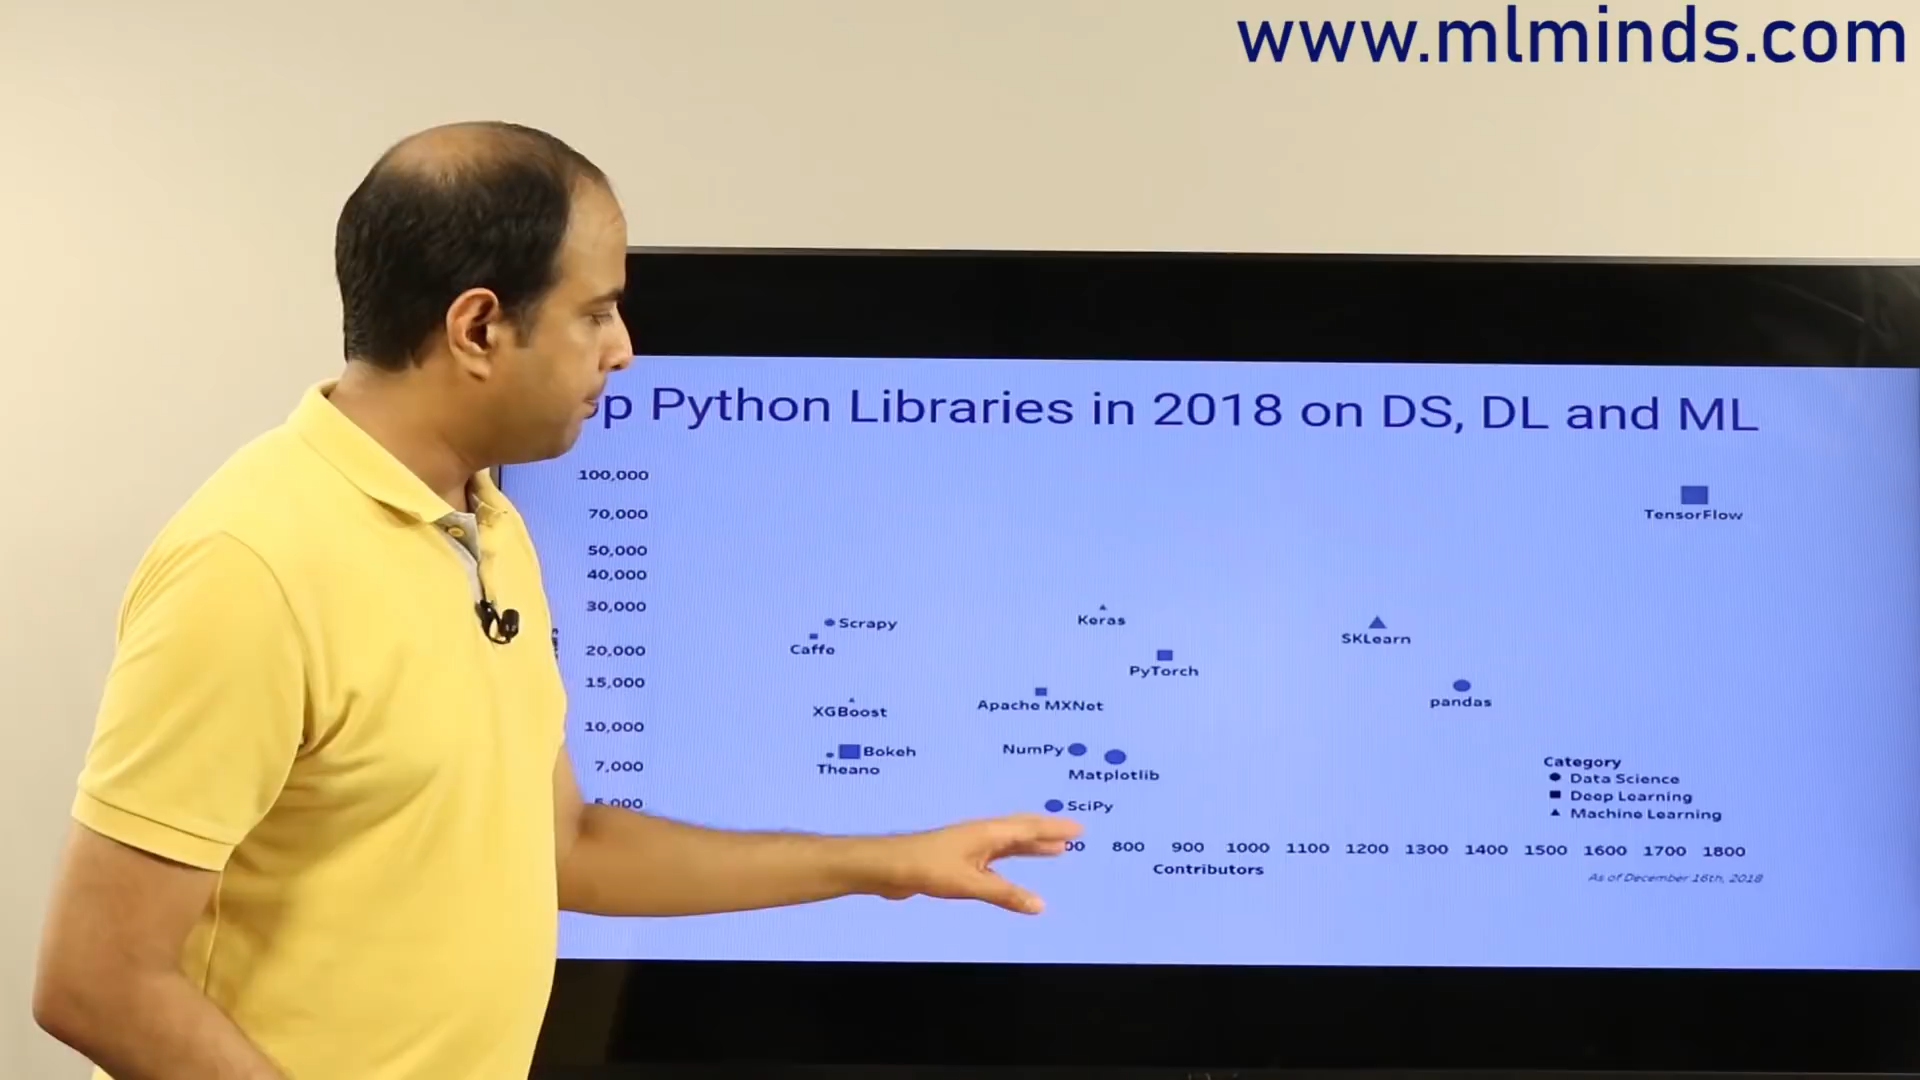 www.mlminds.com
Python Libraries in 2018 on DS, DL and ML
100,000
70,000
TensorFlow
50,000
40,000
30,000
Keras
Scrapy
SKLearn
Caffe
20,000
PyTorch
15,000
pandas
Apache MXNet
XGBoost
10,000
NumPy
Bokeh
7,000
Theano
Matplotlib
5,000
SciPy
Category
Data Science
Deep Learning
Machine Learning
800 900 1000 1100 1200 1300 1400 1500 1600 1700 1800
Contributors
As of December 16th, 2018